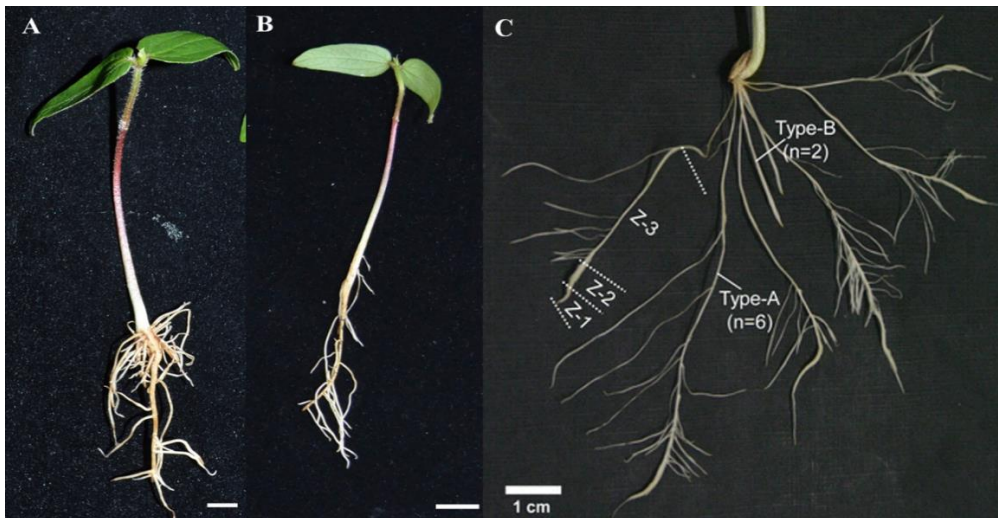 A
B
C
Type-B
(n=2)
Z-3
Z-2
Z-1
Type-A
(n=6)
1 cm